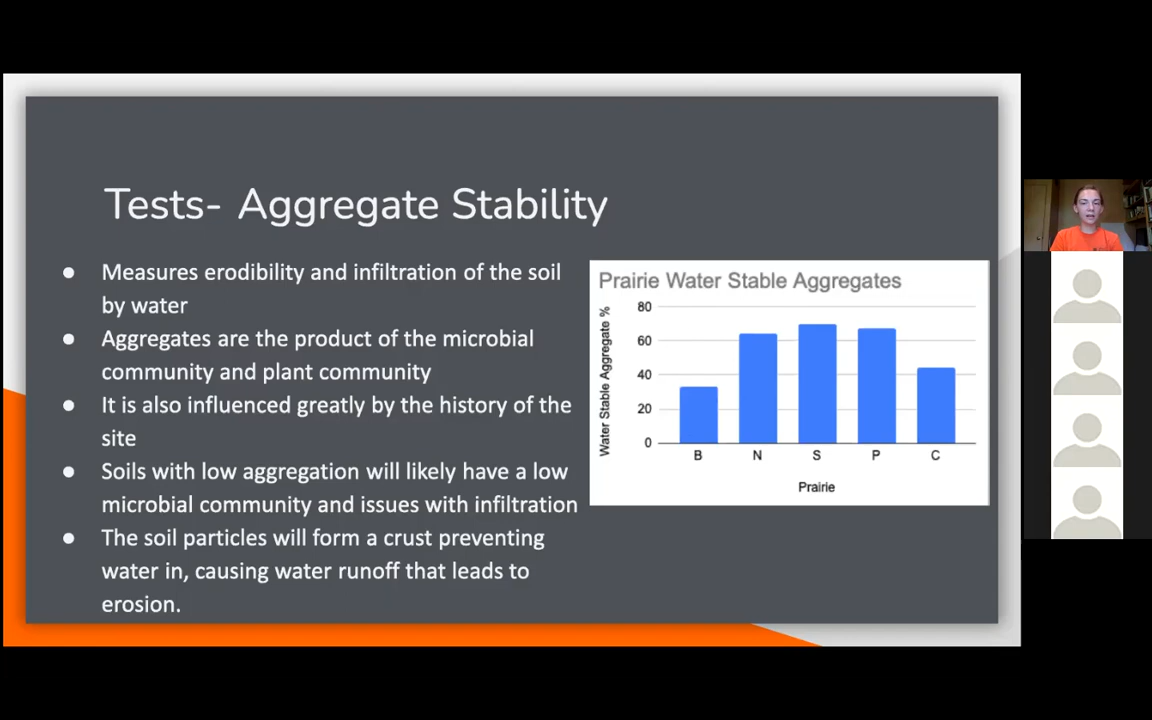 Tests- Aggregate Stability
● Measures erodibility and infiltration of the soil
by water
● Aggregates are the product of the microbial
community and plant community
● It is also influenced greatly by the history of the
site
● Soils with low aggregation will likely have a low
microbial community and issues with infiltration
● The soil particles will form a crust preventing
water in, causing water runoff that leads to
erosion.
Prairie Water Stable Aggregates
Water Stable Aggregate %
80
60
40
20
0
B N S P C
Prairie